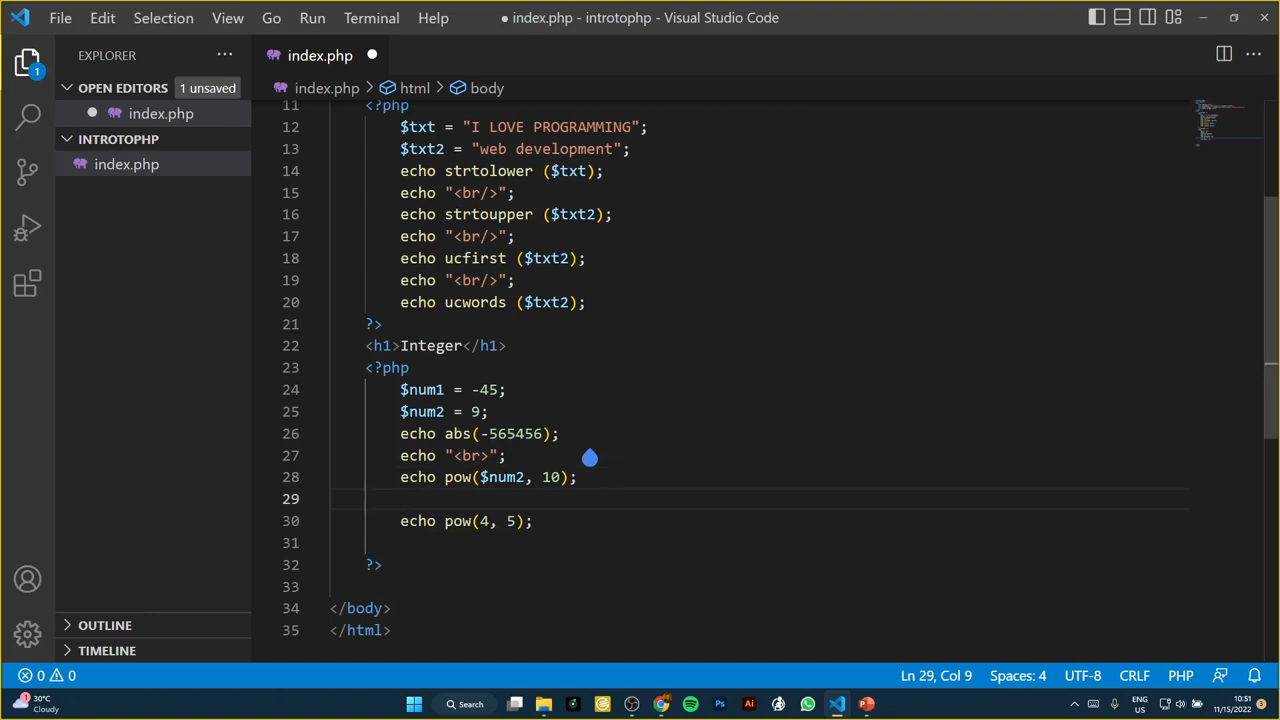 File Edit Selection View Go Run Terminal Help
● index.php - introtophp - Visual Studio Code
EXPLORER
index.php
OPEN EDITORS 1 unsaved
index.php > html > body
index.php
INTROTOPHP
index.php
1
11 <?php
12 $txt = "I LOVE PROGRAMMING";
13 $txt2 = "web development";
14 echo strtolower ($txt);
15 echo "<br/>";
16 echo strtoupper ($txt2);
17 echo "<br/>";
18 echo ucfirst ($txt2);
19 echo "<br/>";
20 echo ucwords ($txt2);
21 ?>
22 <h1>Integer</h1>
23 <?php
24 $num1 = -45;
25 $num2 = 9;
26 echo abs(-565456);
27 echo "<br>";
28 echo pow($num2, 10);
29
30 echo pow(4, 5);
31
32 ?>
33
34 </body>
35 </html>
OUTLINE
TIMELINE
0 0
Ln 29, Col 9 Spaces: 4 UTF-8 CRLF PHP
1
30°C
Cloudy
Search
Ps
Ai
ENG
US
10:51
11/15/2022